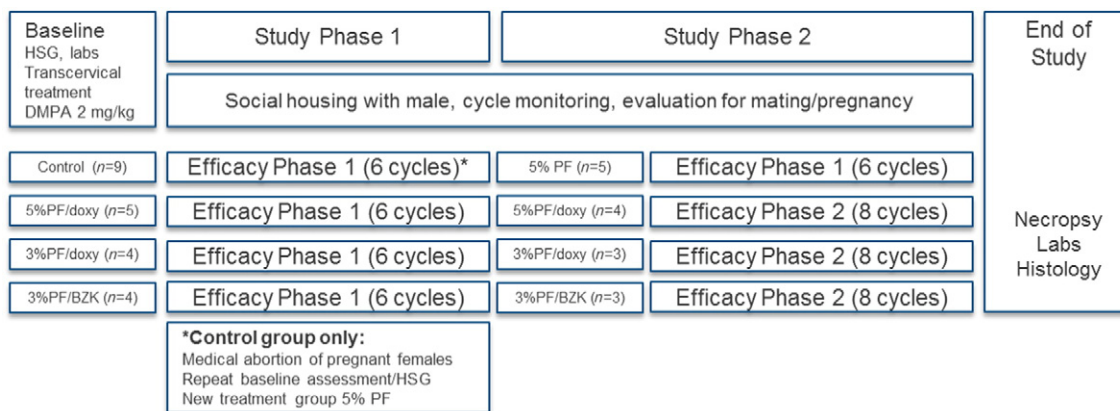 Baseline
HSG, labs
Transcervical
treatment
DMPA 2 mg/kg
Study Phase 1
Study Phase 2
End of
Study
Social housing with male, cycle monitoring, evaluation for mating/pregnancy
Control (n=9)
Efficacy Phase 1 (6 cycles)*
5% PF (n=5)
Efficacy Phase 1 (6 cycles)
5%PF/doxy (n=5)
Efficacy Phase 1 (6 cycles)
5%PF/doxy (n=4)
Efficacy Phase 2 (8 cycles)
3%PF/doxy (n=4)
Efficacy Phase 1 (6 cycles)
3%PF/doxy (n=3)
Efficacy Phase 2 (8 cycles)
3%PF/BZK (n=4)
Efficacy Phase 1 (6 cycles)
3%PF/BZK (n=3)
Efficacy Phase 2 (8 cycles)
Necropsy
Labs
Histology
*Control group only:
Medical abortion of pregnant females
Repeat baseline assessment/HSG
New treatment group 5% PF